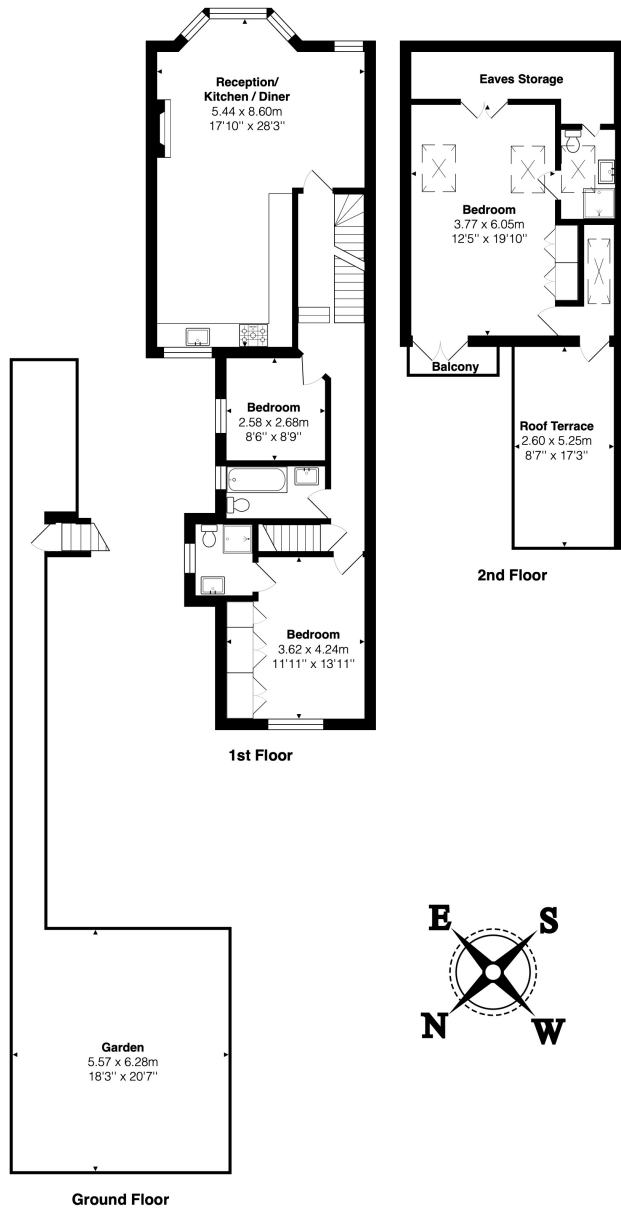 Reception/
Kitchen / Diner
5.44 x 8.60m
17'10" x 28'3"
Eaves Storage
Bedroom
3.77 x 6.05m
12'5" x 19'10"
Balcony
Bedroom
2.58 x 2.68m
8'6" x 8'9"
Roof Terrace
2.60 x 5.25m
8'7" x 17'3"
2nd Floor
Bedroom
3.62 x 4.24m
11'11" x 13'11"
1st Floor
E
S
N
W
Garden
5.57 x 6.28m
18'3" x 20'7"
Ground Floor